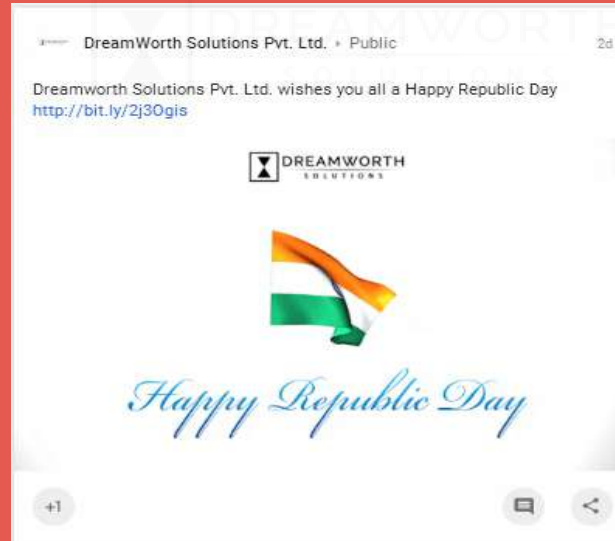 DreamWorth Solutions Pvt. Ltd. ▸ Public 2d
Dreamworth Solutions Pvt. Ltd. wishes you all a Happy Republic Day
http://bit.ly/2j3Ogis
DREAMWORTH
SOLUTIONS
Happy Republic Day
+1